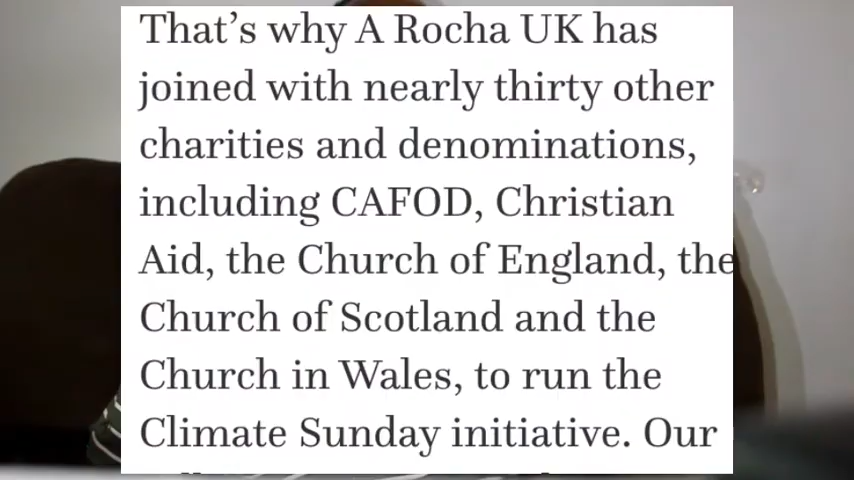 That’s why A Rocha UK has
joined with nearly thirty other
charities and denominations,
including CAFOD, Christian
Aid, the Church of England, the
Church of Scotland and the
Church in Wales, to run the
Climate Sunday initiative. Our